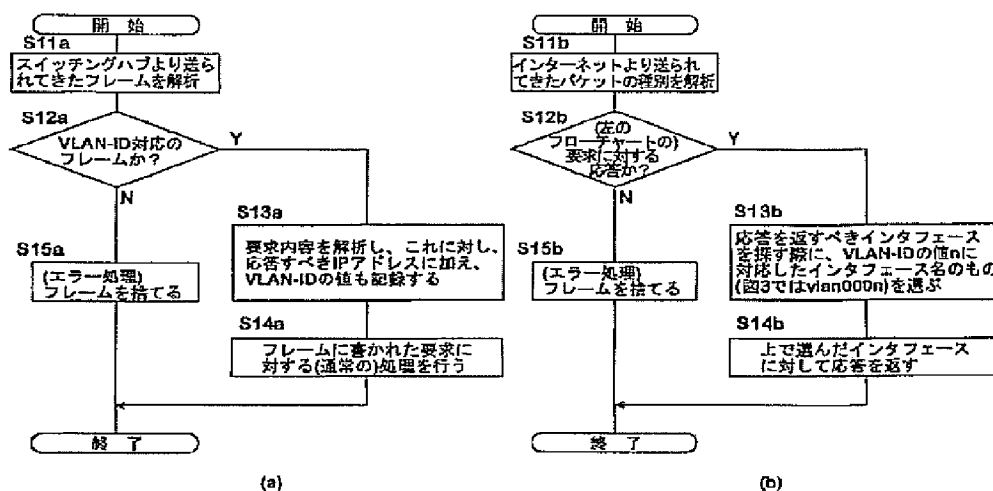 開 始
S11a
スイッチングハブより送ら
れてきたフレームを解析
S12a
VLAN-ID対応の
フレームか？
Y
N
S13a
要求内容を解析し、これに対し、
応答すべきIPアドレスに加え、
VLAN-IDの値も記録する
S15a
(エラー処理)
フレームを捨てる
S14a
フレームに書かれた要求に
対する(通常の)処理を行う
終 了
(a)
開 始
S11b
インターネットより送られ
てきたパケットの種別を解析
S12b
(左の
フローチャートの)
要求に対する
応答か？
Y
N
S13b
応答を返すべきインタフェース
を探す際に、VLAN-IDの値nに
対応したインタフェース名のもの
(図3ではvlan000n)を選ぶ
S15b
(エラー処理)
フレームを捨てる
S14b
上で選んだインタフェース
に対して応答を返す
終 了
(b)